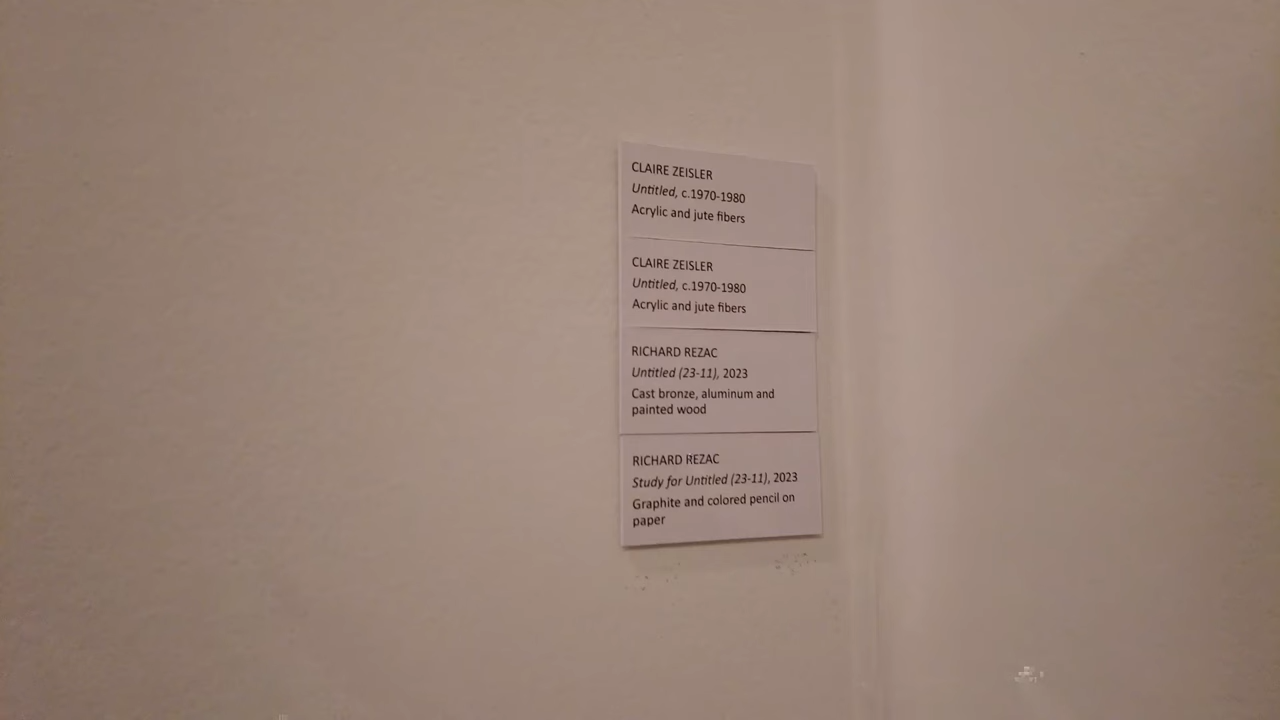 CLAIRE ZEISLER
Untitled, c.1970-1980
Acrylic and jute fibers
CLAIRE ZEISLER
Untitled, c.1970-1980
Acrylic and jute fibers
RICHARD REZAC
Untitled (23-11), 2023
Cast bronze, aluminum and
painted wood
RICHARD REZAC
Study for Untitled (23-11), 2023
Graphite and colored pencil on
paper